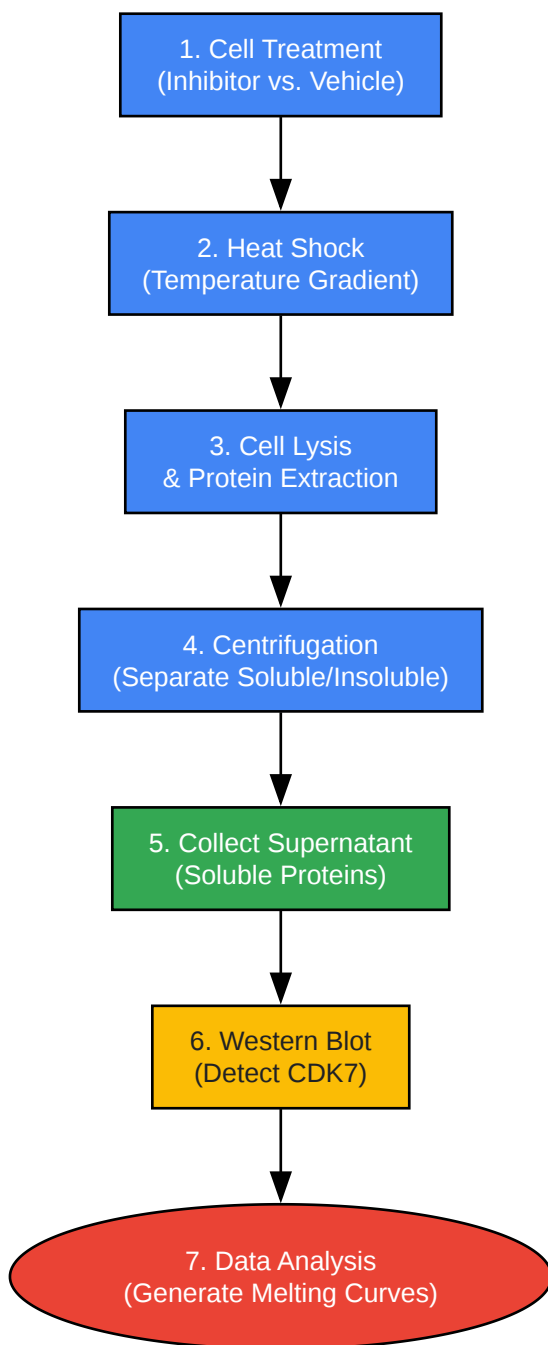 1. Cell Treatment
(Inhibitor vs. Vehicle)
2. Heat Shock
(Temperature Gradient)
3. Cell Lysis
& Protein Extraction
4. Centrifugation
(Separate Soluble/Insoluble)
5. Collect Supernatant
(Soluble Proteins)
6. Western Blot
(Detect CDK7)
7. Data Analysis
(Generate Melting Curves)